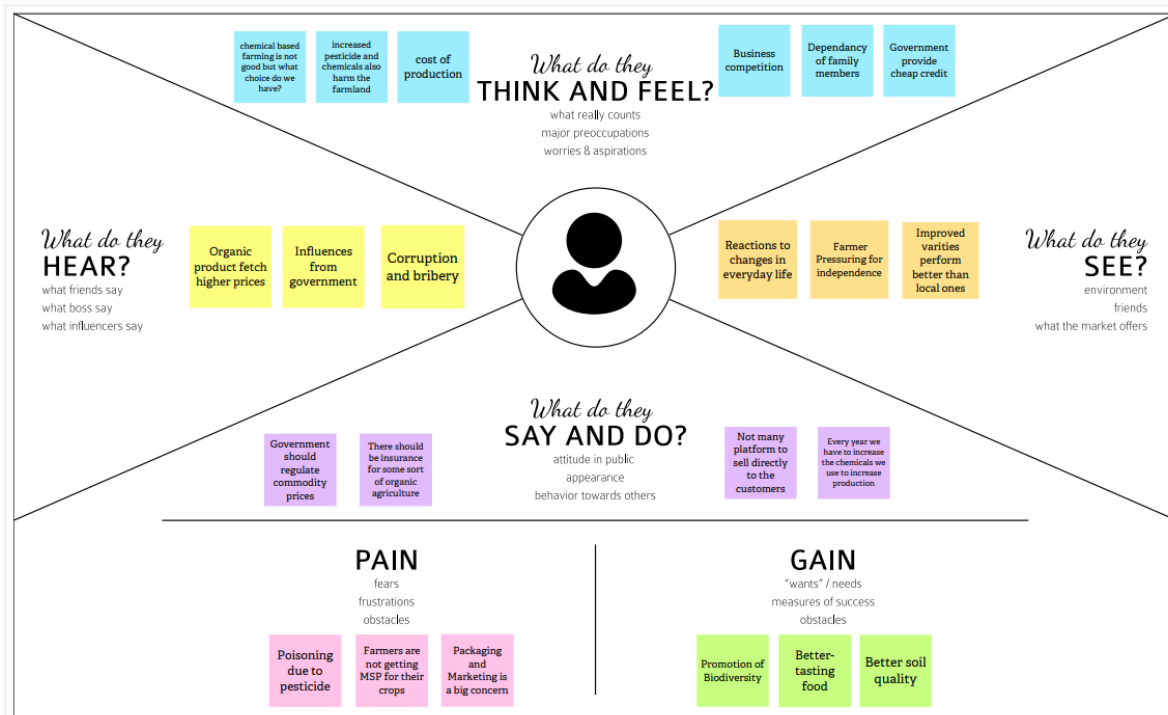 chemical based
farming is not
good but what
choice do we
have?
increased
pesticide and
chemicals also
harm the
farmland
cost of
production
What do they
THINK AND FEEL?
what really counts
major preoccupations
worries & aspirations
Business
competition
Dependancy
of family
members
Government
provide
cheap credit
What do they
HEAR?
what friends say
what boss say
what influencers say
Organic
product fetch
higher prices
Influences
from
government
Corruption
and bribery
Reactions to
changes in
everyday life
Farmer
Pressuring for
independence
Improved
varities
perform
better than
local ones
What do they
SEE?
environment
friends
what the market offers
What do they
SAY AND DO?
attitude in public
appearance
behavior towards others
Government
should
regulate
commodity
prices
There should
be insurance
for some sort
of organic
agriculture
Not many
platform to
sell directly
to the
customers
Every year we
have to increase
the chemicals we
use to increase
production
PAIN
fears
frustrations
obstacles
Poisoning
due to
pesticide
Farmers are
not getting
MSP for their
crops
Packaging
and
Marketing is
a big concern
GAIN
"wants" / needs
measures of success
obstacles
Promotion of
Biodiversity
Better-
tasting
food
Better soil
quality